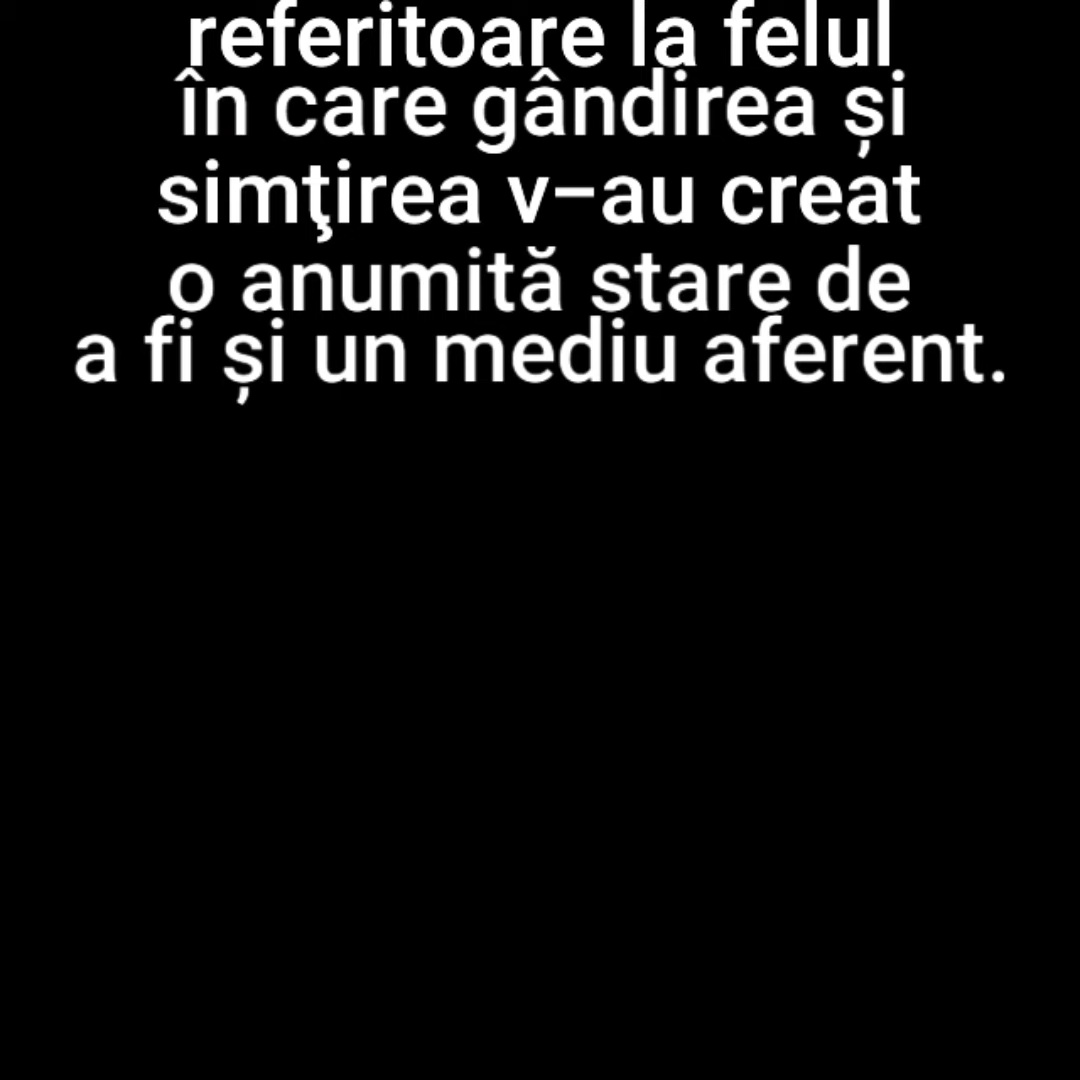 referitoare la felul
în care gândirea și
simţirea v–au creat
o anumită stare de
a fi și un mediu aferent.